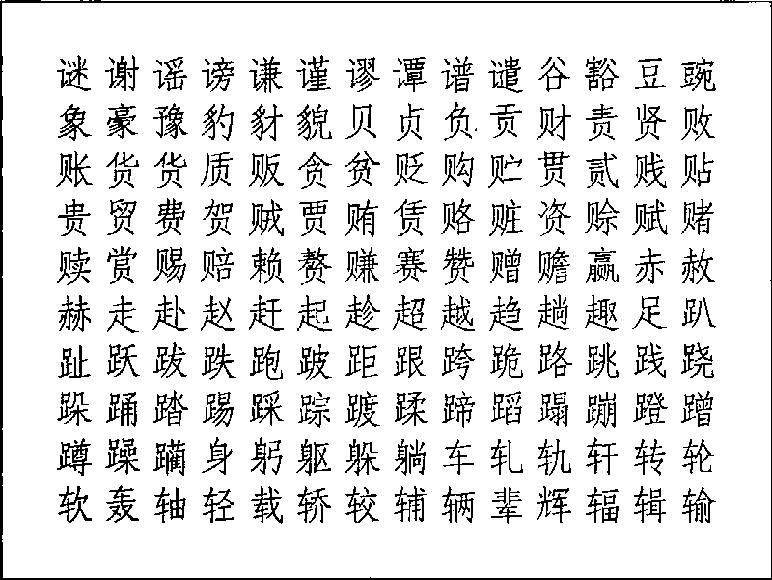 谜谢谣谤谦谨谬谭谱谴谷豁豆豌
象豪豫豹豺貌贝贞负贡财责贤败
账货货质贩贪贫贬购贮贯贰贱贴
贵贸费贺贼贾贿赁赂赃资赊赋赌
赎赏赐赔赖赘赚赛赞赠赡赢赤赦
赫走赴赵赶起趁超越趋趟趣足趴
趾跃跋跌跑跛距跟跨跪路跳践跷
跺踊踏踢踩踪踱蹂蹄蹈蹋蹦蹬蹭
蹲躁躏身躬躯躲躺车轧轨轩转轮
软轰轴轻载轿较辅辆辈辉辐辑输